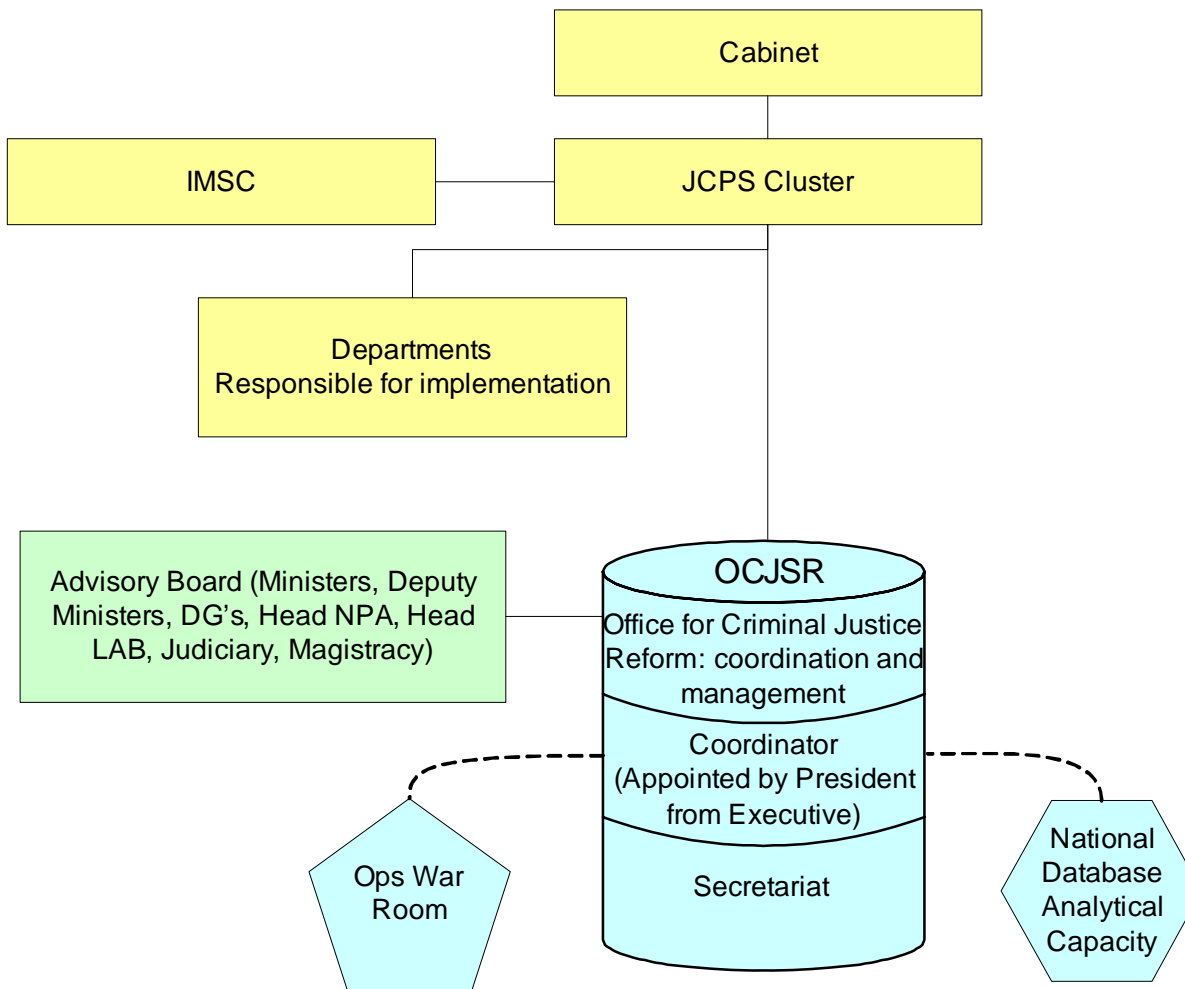 Cabinet
IMSC
JCPS Cluster
Departments
Responsible for implementation
Advisory Board (Ministers, Deputy
Ministers, DG's, Head NPA, Head
LAB, Judiciary, Magistracy)
OCJSR
Office for Criminal Justice
Reform: coordination and
management
Coordinator
(Appointed by President
from Executive)
Secretariat
Ops War
Room
National
Database
Analytical
Capacity